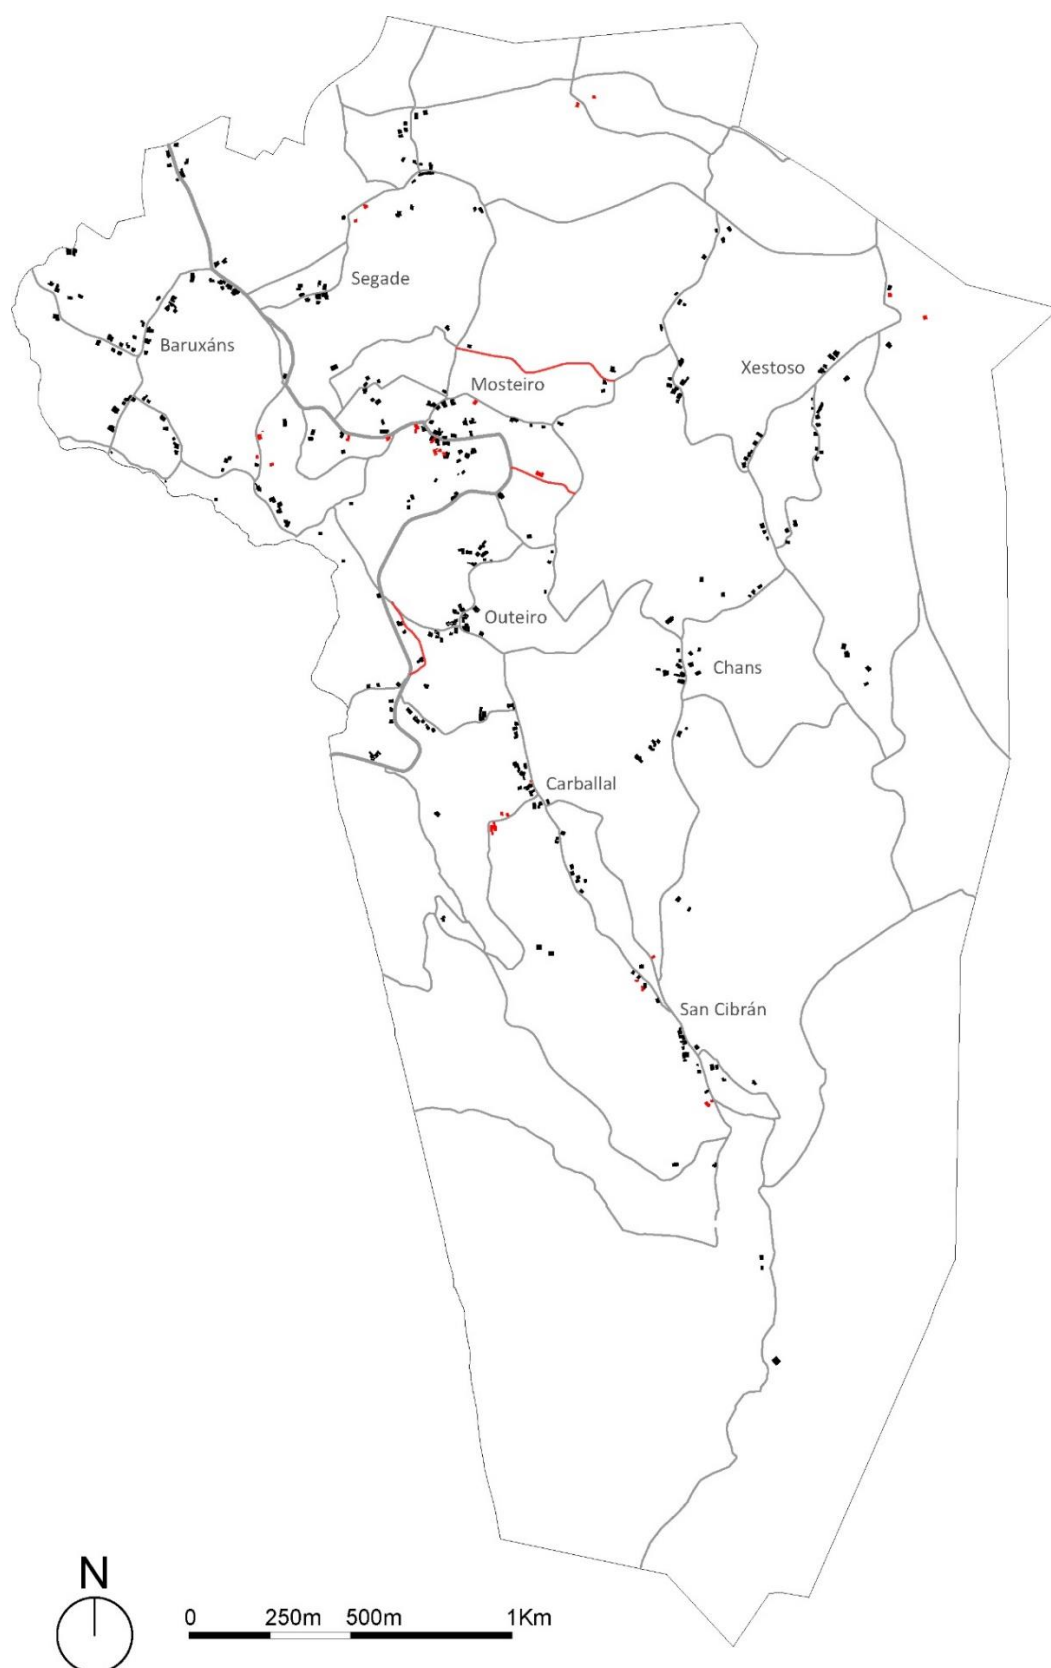 Segade
Baruxáns
Xestoso
Mosteiro
Outeiro
Chans
Carballal
San Cibrán
N
0 250m 500m 1Km